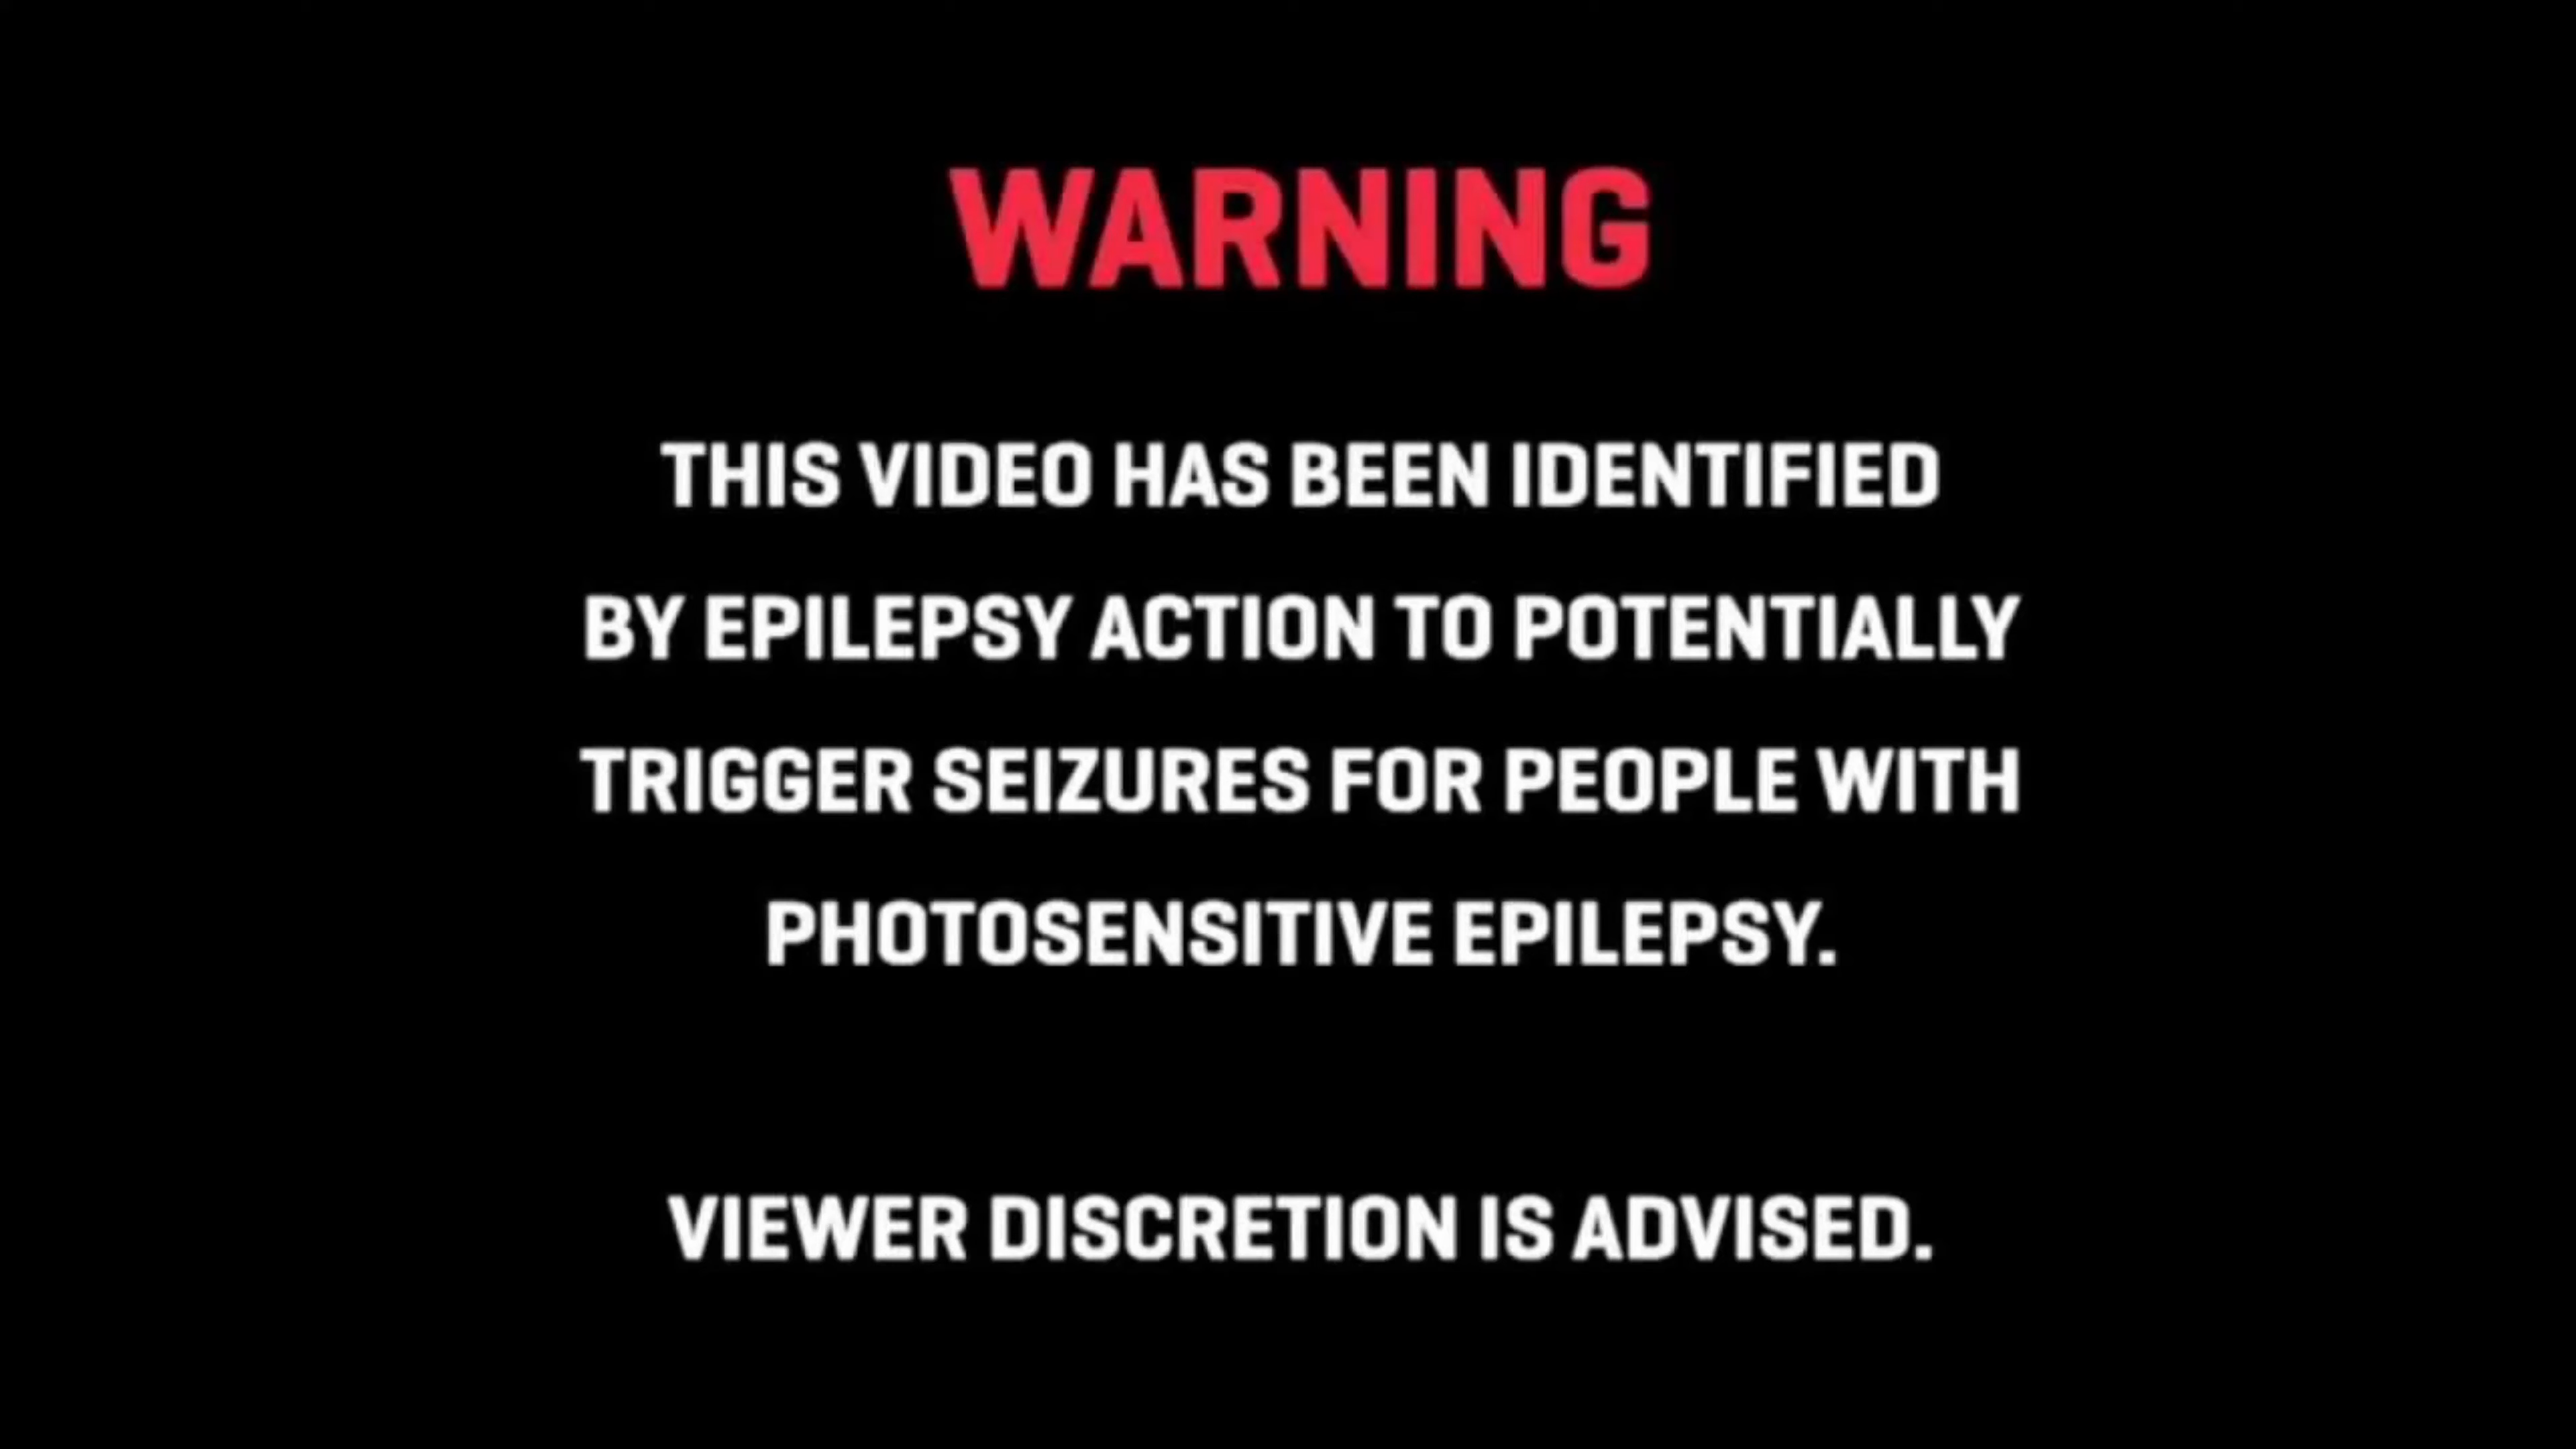 WARNING
THIS VIDEO HAS BEEN IDENTIFIED
BY EPILEPSY ACTION TO POTENTIALLY
TRIGGER SEIZURES FOR PEOPLE WITH
PHOTOSENSITIVE EPILEPSY.
VIEWER DISCRETION IS ADVISED.